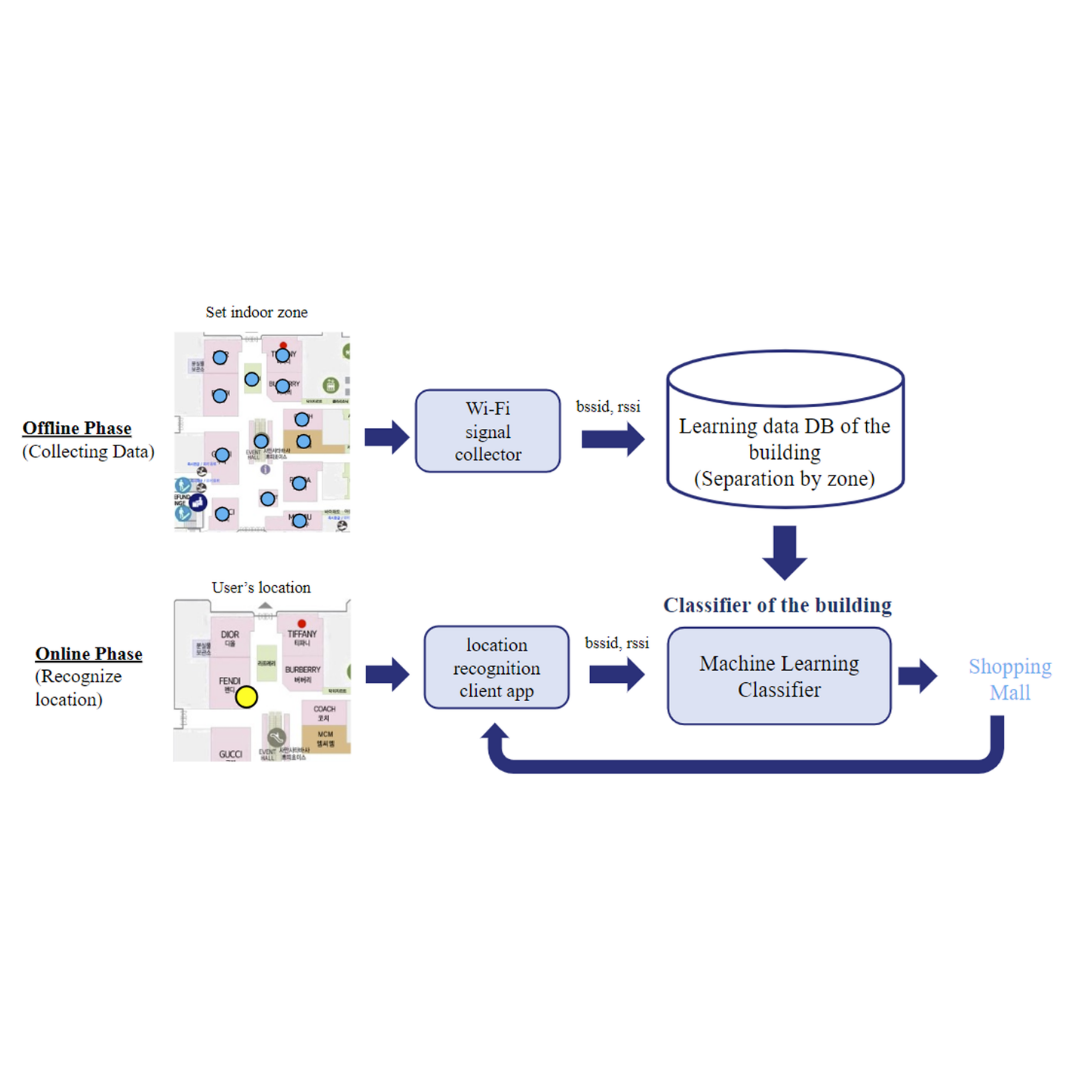 Set indoor zone
Offline Phase
(Collecting Data)
EVENT
HALL
Wi-Fi
signal
collector
bssid, rssi
Learning data DB of the
building
(Separation by zone)
User's location
Online Phase
(Recognize
location)
DIOR
디올
TIFFANY
티파니
FENDI
펜디
BURBERRY
버버리
COACH
코치
MCM
엠씨엠
GUCCI
EVENT
HALL
location
recognition
client app
bssid, rssi
Classifier of the building
Machine Learning
Classifier
Shopping
Mall